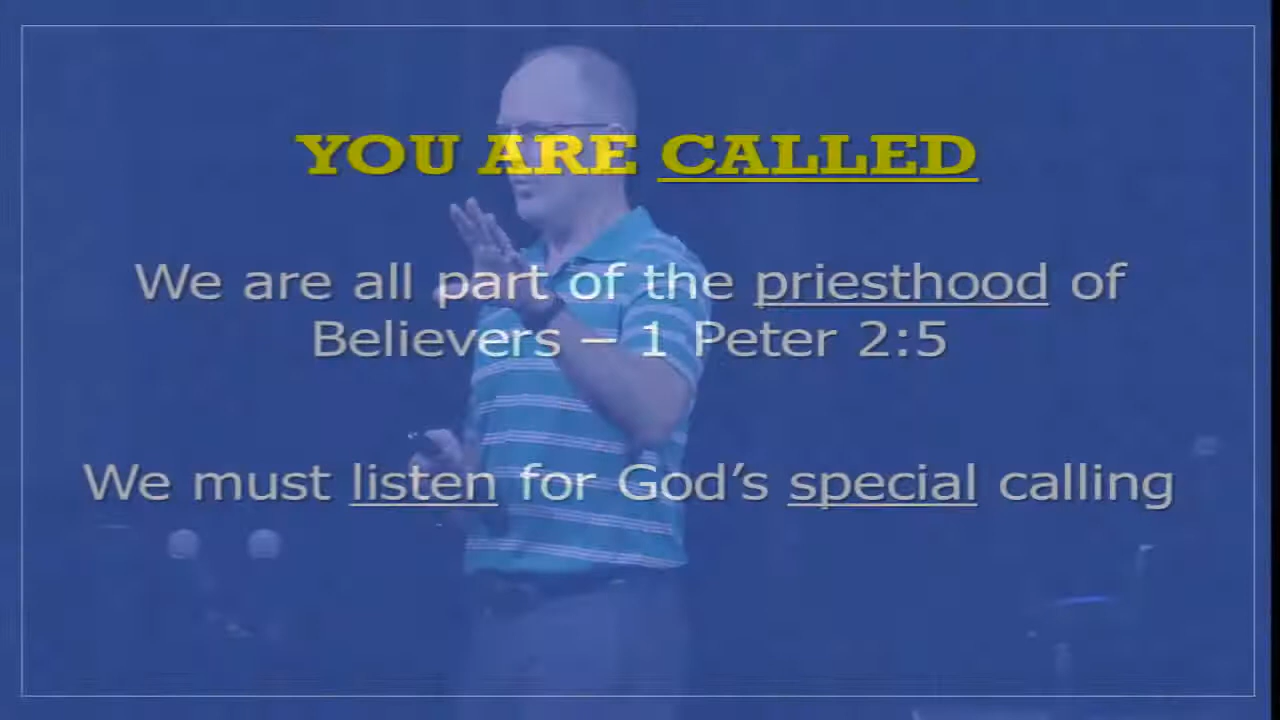 YOU ARE CALLED
We are all part of the priesthood of
Believers – 1 Peter 2:5
We must listen for God’s special calling